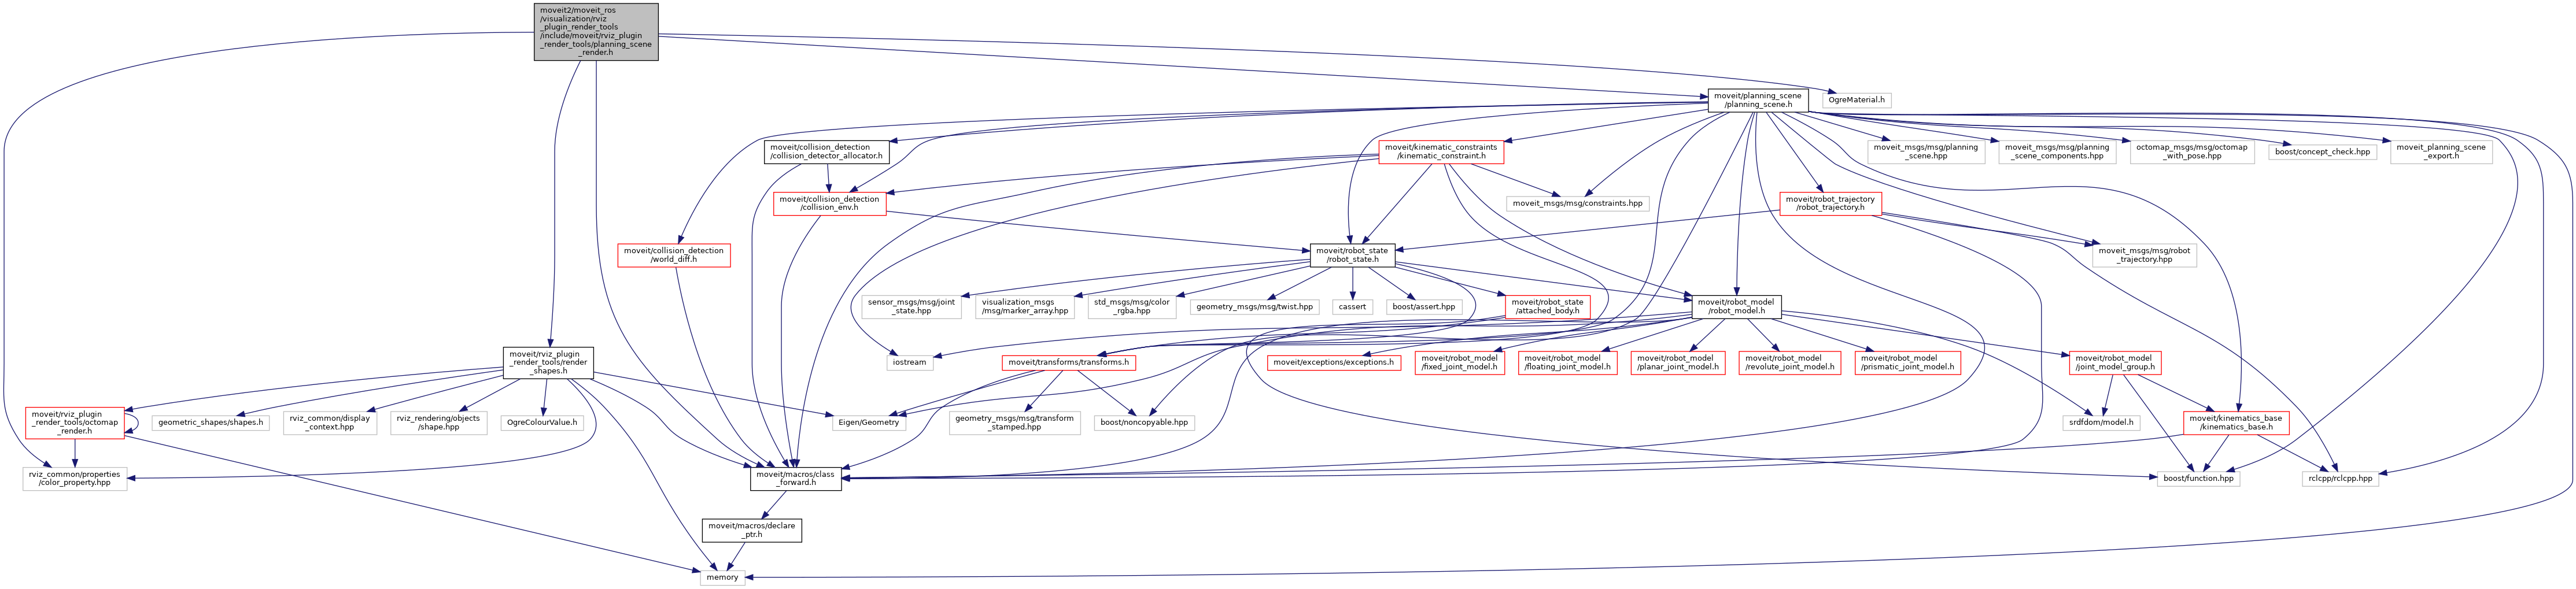 moveit2/moveit_ros
/visualization/rviz
_plugin_render_tools
/include/moveit/rviz_plugin
_render_tools/planning_scene
_render.h
moveit/planning_scene
/planning_scene.h
OgreMaterial.h
moveit/collision_detection
/collision_detector_allocator.h
moveit/kinematic_constraints
/kinematic_constraint.h
moveit_msgs/msg/planning
_scene.hpp
moveit_msgs/msg/planning
_scene_components.hpp
octomap_msgs/msg/octomap
_with_pose.hpp
boost/concept_check.hpp
moveit_planning_scene
_export.h
moveit/collision_detection
/collision_env.h
moveit_msgs/msg/constraints.hpp
moveit/robot_trajectory
/robot_trajectory.h
moveit/collision_detection
/world_diff.h
moveit/robot_state
/robot_state.h
moveit_msgs/msg/robot
_trajectory.hpp
sensor_msgs/msg/joint
_state.hpp
visualization_msgs
/msg/marker_array.hpp
std_msgs/msg/color
_rgba.hpp
geometry_msgs/msg/twist.hpp
cassert
boost/assert.hpp
moveit/robot_state
/attached_body.h
moveit/robot_model
/robot_model.h
moveit/rviz_plugin
_render_tools/render
_shapes.h
iostream
moveit/transforms/transforms.h
moveit/exceptions/exceptions.h
moveit/robot_model
/fixed_joint_model.h
moveit/robot_model
/floating_joint_model.h
moveit/robot_model
/planar_joint_model.h
moveit/robot_model
/revolute_joint_model.h
moveit/robot_model
/prismatic_joint_model.h
moveit/robot_model
/joint_model_group.h
moveit/rviz_plugin
_render_tools/octomap
_render.h
geometric_shapes/shapes.h
rviz_common/display
_context.hpp
rviz_rendering/objects
/shape.hpp
OgreColourValue.h
Eigen/Geometry
geometry_msgs/msg/transform
_stamped.hpp
boost/noncopyable.hpp
srdfdom/model.h
moveit/kinematics_base
/kinematics_base.h
rviz_common/properties
/color_property.hpp
moveit/macros/class
_forward.h
boost/function.hpp
rclcpp/rclcpp.hpp
moveit/macros/declare
_ptr.h
memory